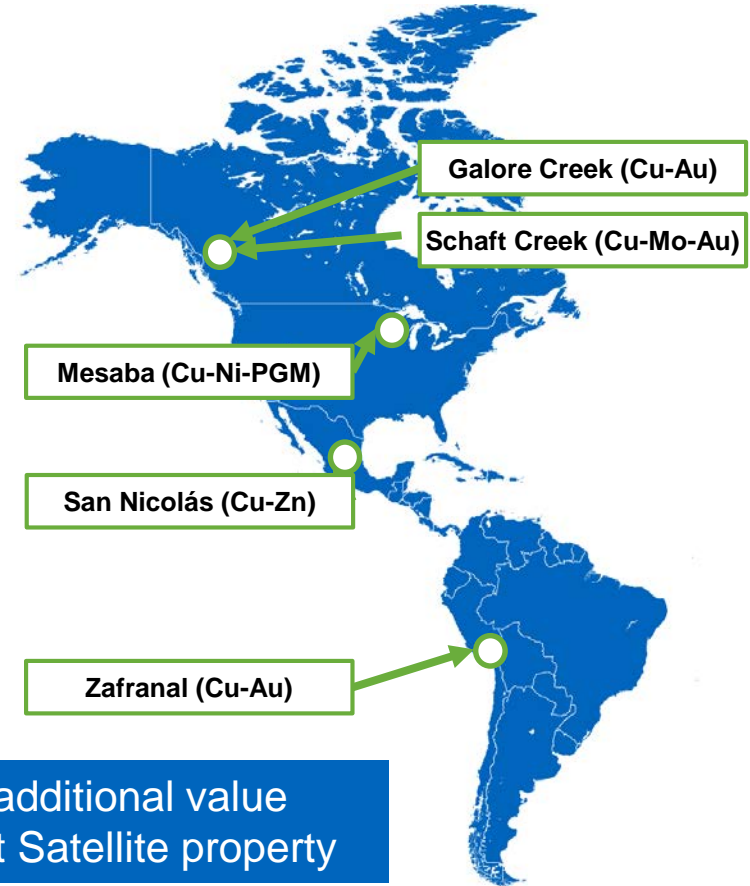 Galore Creek (Cu-Au)
Schaft Creek (Cu-Mo-Au)
Mesaba (Cu-Ni-PGM)
San Nicolás (Cu-Zn)
Zafranal (Cu-Au)
additional value
Satellite property